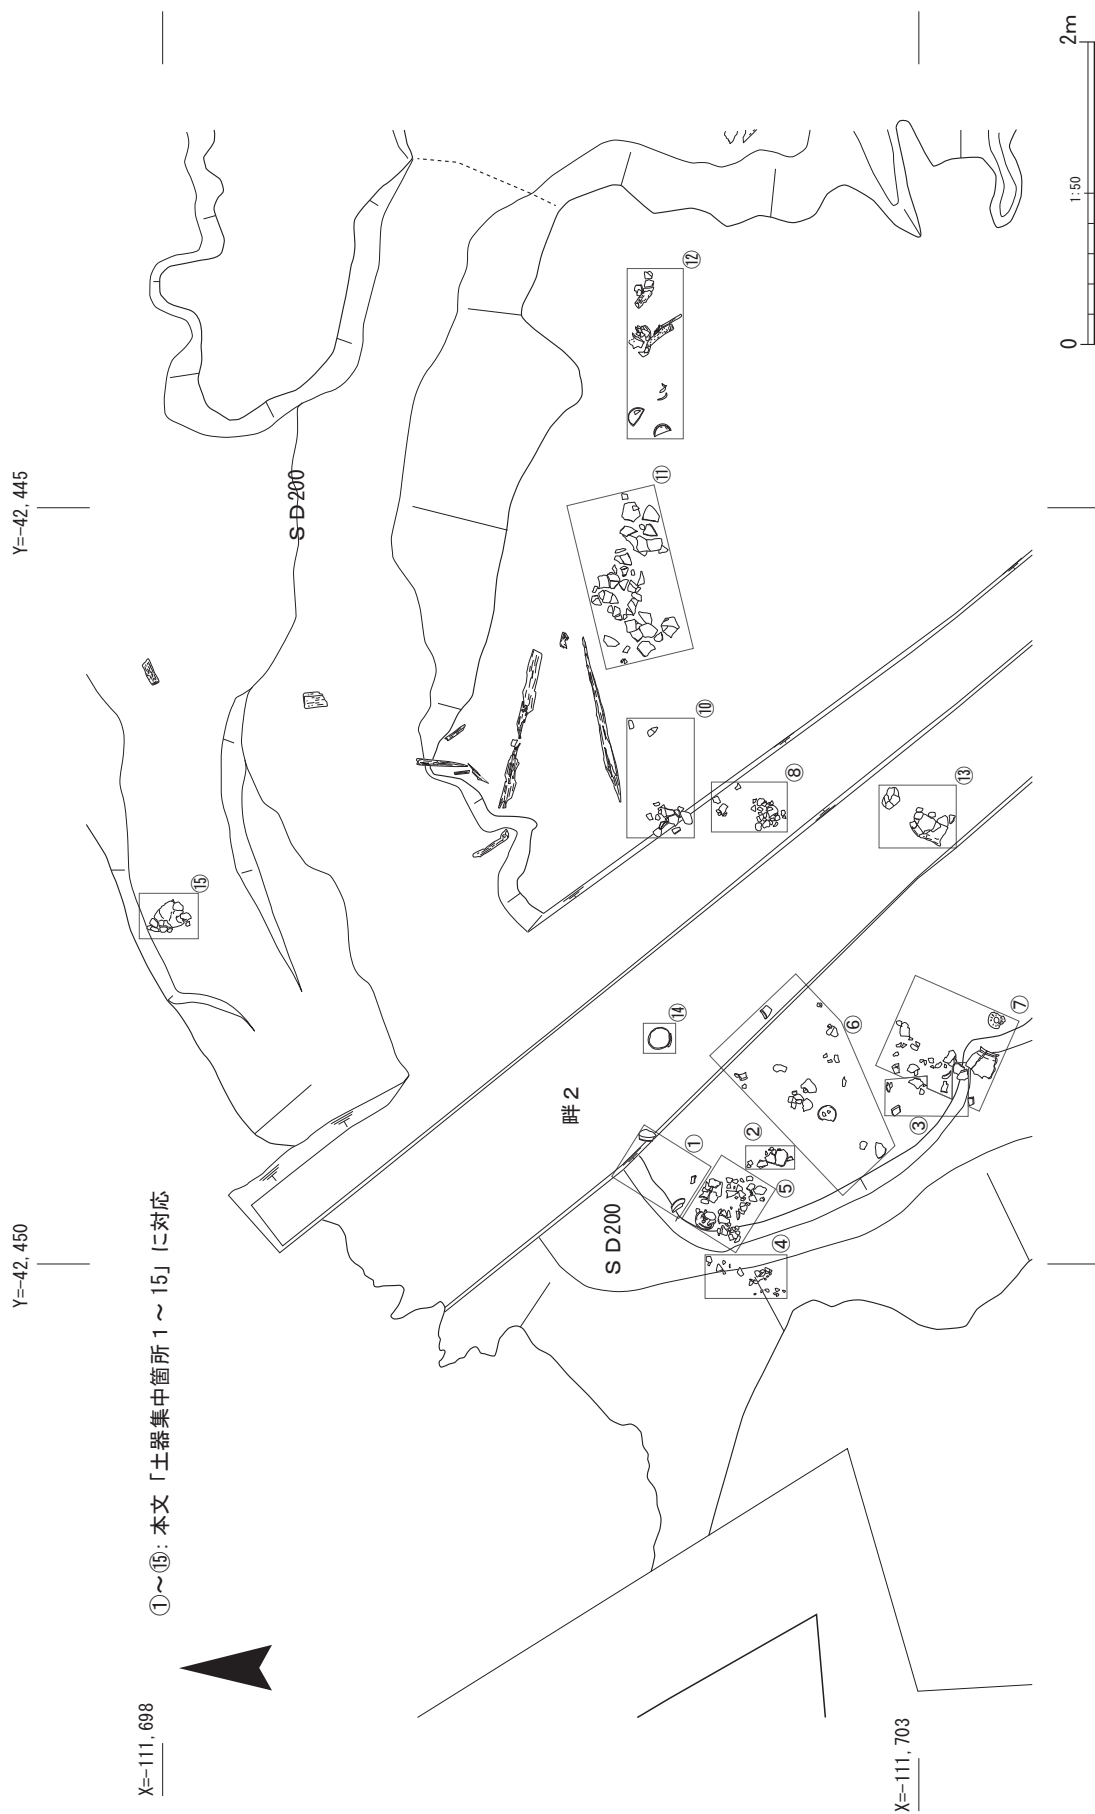 ①～⑮: 本文「土器集中箇所1～15」に対応
X=-111,698
X=-111,703
Y=-42,450
Y=-42,445
SD200
SD200
畔2
①
②
③
④
⑤
⑥
⑦
⑧
⑩
⑪
⑫
⑬
⑭
⑮
0
1:50
2m